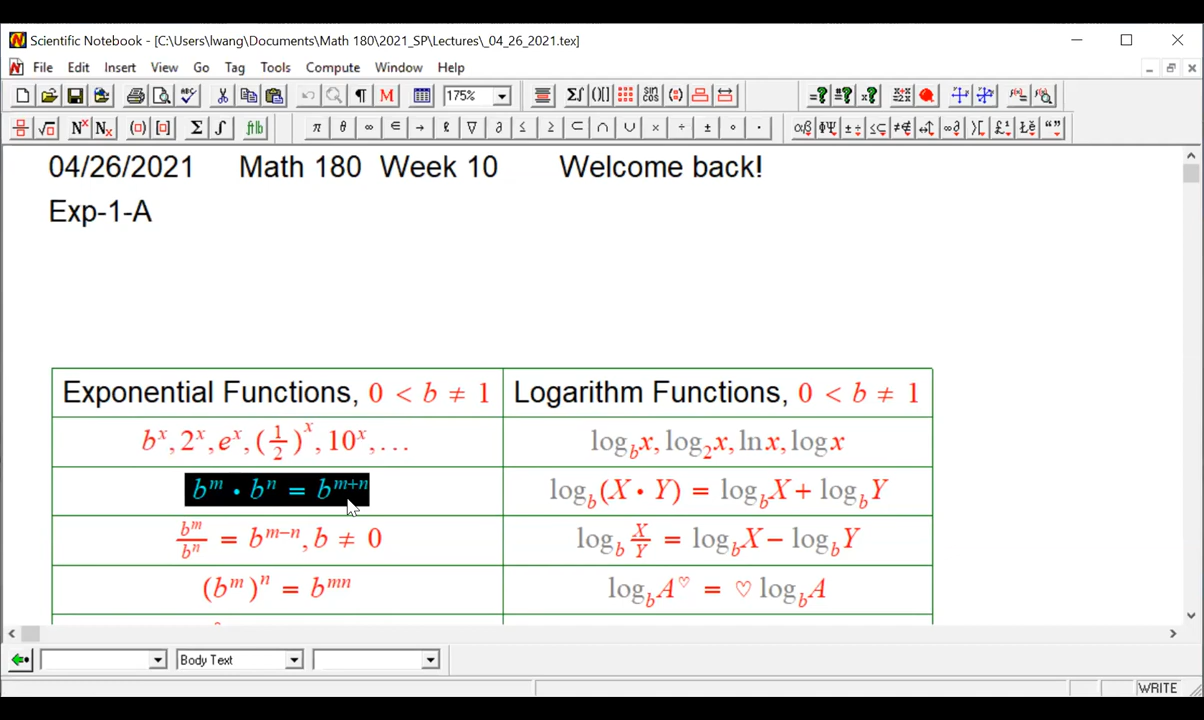 Scientific Notebook - [C:\Users\lwang\Documents\Math 180\2021_SP\Lectures\_04_26_2021.tex]
File Edit Insert View Go Tag Tools Compute Window Help
175%
04/26/2021 Math 180 Week 10 Welcome back!
Exp-1-A
Exponential Functions, 0 < b ≠ 1 Logarithm Functions, 0 < b ≠ 1
b^x, 2^x, e^x, (1/2)^x, 10^x, ... log_b x, log_2 x, ln x, log x
b^m · b^n = b^(m+n) log_b(X · Y) = log_b X + log_b Y
b^m/b^n = b^(m−n), b ≠ 0 log_b X/Y = log_b X − log_b Y
(b^m)^n = b^(mn) log_b A^♡ = ♡ log_b A
Body Text
WRITE